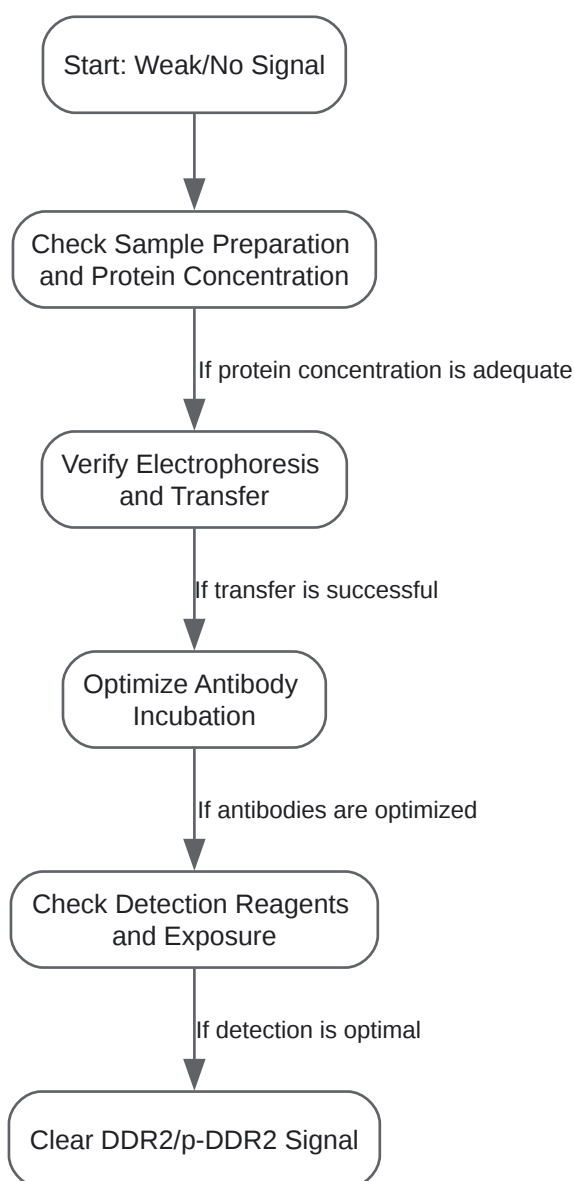 Start: Weak/No Signal
Check Sample Preparation
and Protein Concentration
If protein concentration is adequate
Verify Electrophoresis
and Transfer
If transfer is successful
Optimize Antibody
Incubation
If antibodies are optimized
Check Detection Reagents
and Exposure
If detection is optimal
Clear DDR2/p-DDR2 Signal